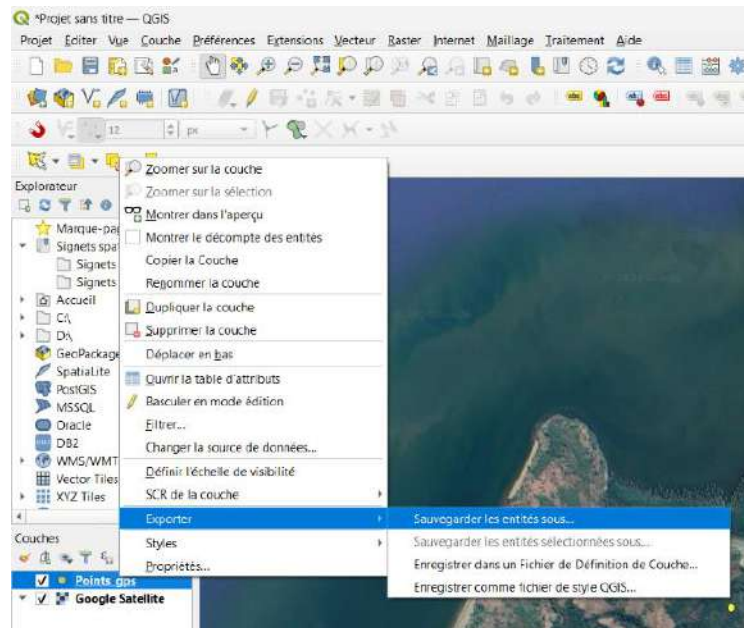 *Projet sans titre — QGIS
Projet Éditer Vue Couche Préférences Extensions Vecteur Raster Internet Maillage Traitement Aide
12 px
Explorateur
Marque-pa
Signets spa
Signets
Signets
Accueil
C:\
D:\
GeoPackage
SpatiaLite
PostGIS
MSSQL
Oracle
DB2
WMS/WMT
Vector Tiles
XYZ Tiles
Zoomer sur la couche
Zoomer sur la sélection
Montrer dans l'aperçu
Montrer le décompte des entités
Copier la Couche
Renommer la couche
Dupliquer la couche
Supprimer la couche
Déplacer en bas
Ouvrir la table d'attributs
Basculer en mode édition
Filtrer...
Changer la source de données...
Définir l'échelle de visibilité
SCR de la couche
Exporter
Styles
Propriétés...
Sauvegarder les entités sous...
Sauvegarder les entités sélectionnées sous...
Enregistrer dans un Fichier de Définition de Couche...
Enregistrer comme fichier de style QGIS...
Couches
Points_gps
Google Satellite